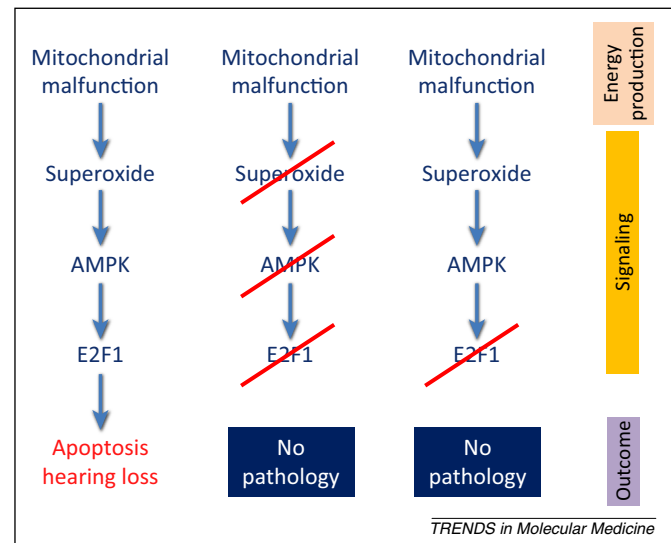 Mitochondrial
malfunction
Superoxide
AMPK
E2F1
Apoptosis
hearing loss
Mitochondrial
malfunction
Superoxide
AMPK
E2F1
No
pathology
Mitochondrial
malfunction
Superoxide
AMPK
E2F1
No
pathology
Energy
production
Signaling
Outcome
TRENDS in Molecular Medicine